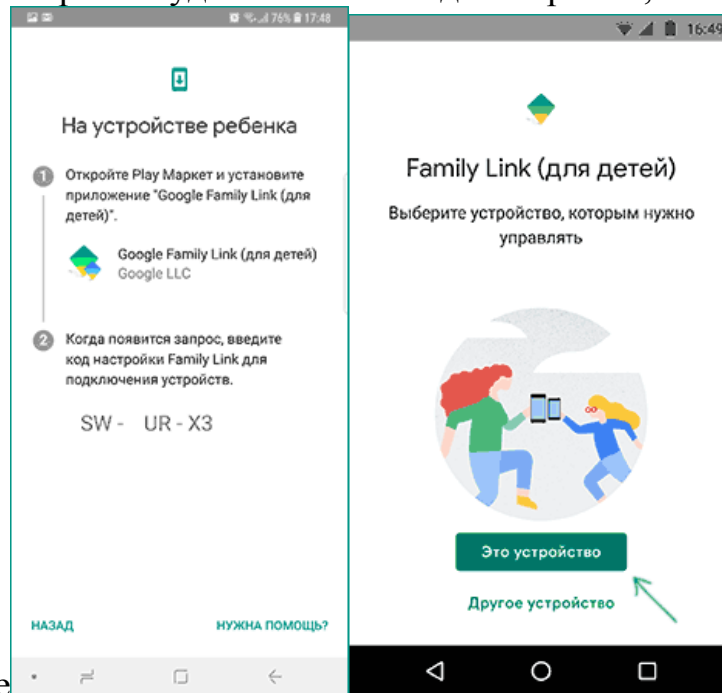 76% 17:48
На устройстве ребенка
1 Откройте Play Маркет и установите
приложение "Google Family Link (для
детей)".
Google Family Link (для детей)
Google LLC
2 Когда появится запрос, введите
код настройки Family Link для
подключения устройств.
SW - UR - X3
НАЗАД НУЖНА ПОМОЩЬ?
16:49
Family Link (для детей)
Выберите устройство, которым нужно
управлять
Это устройство
Другое устройство